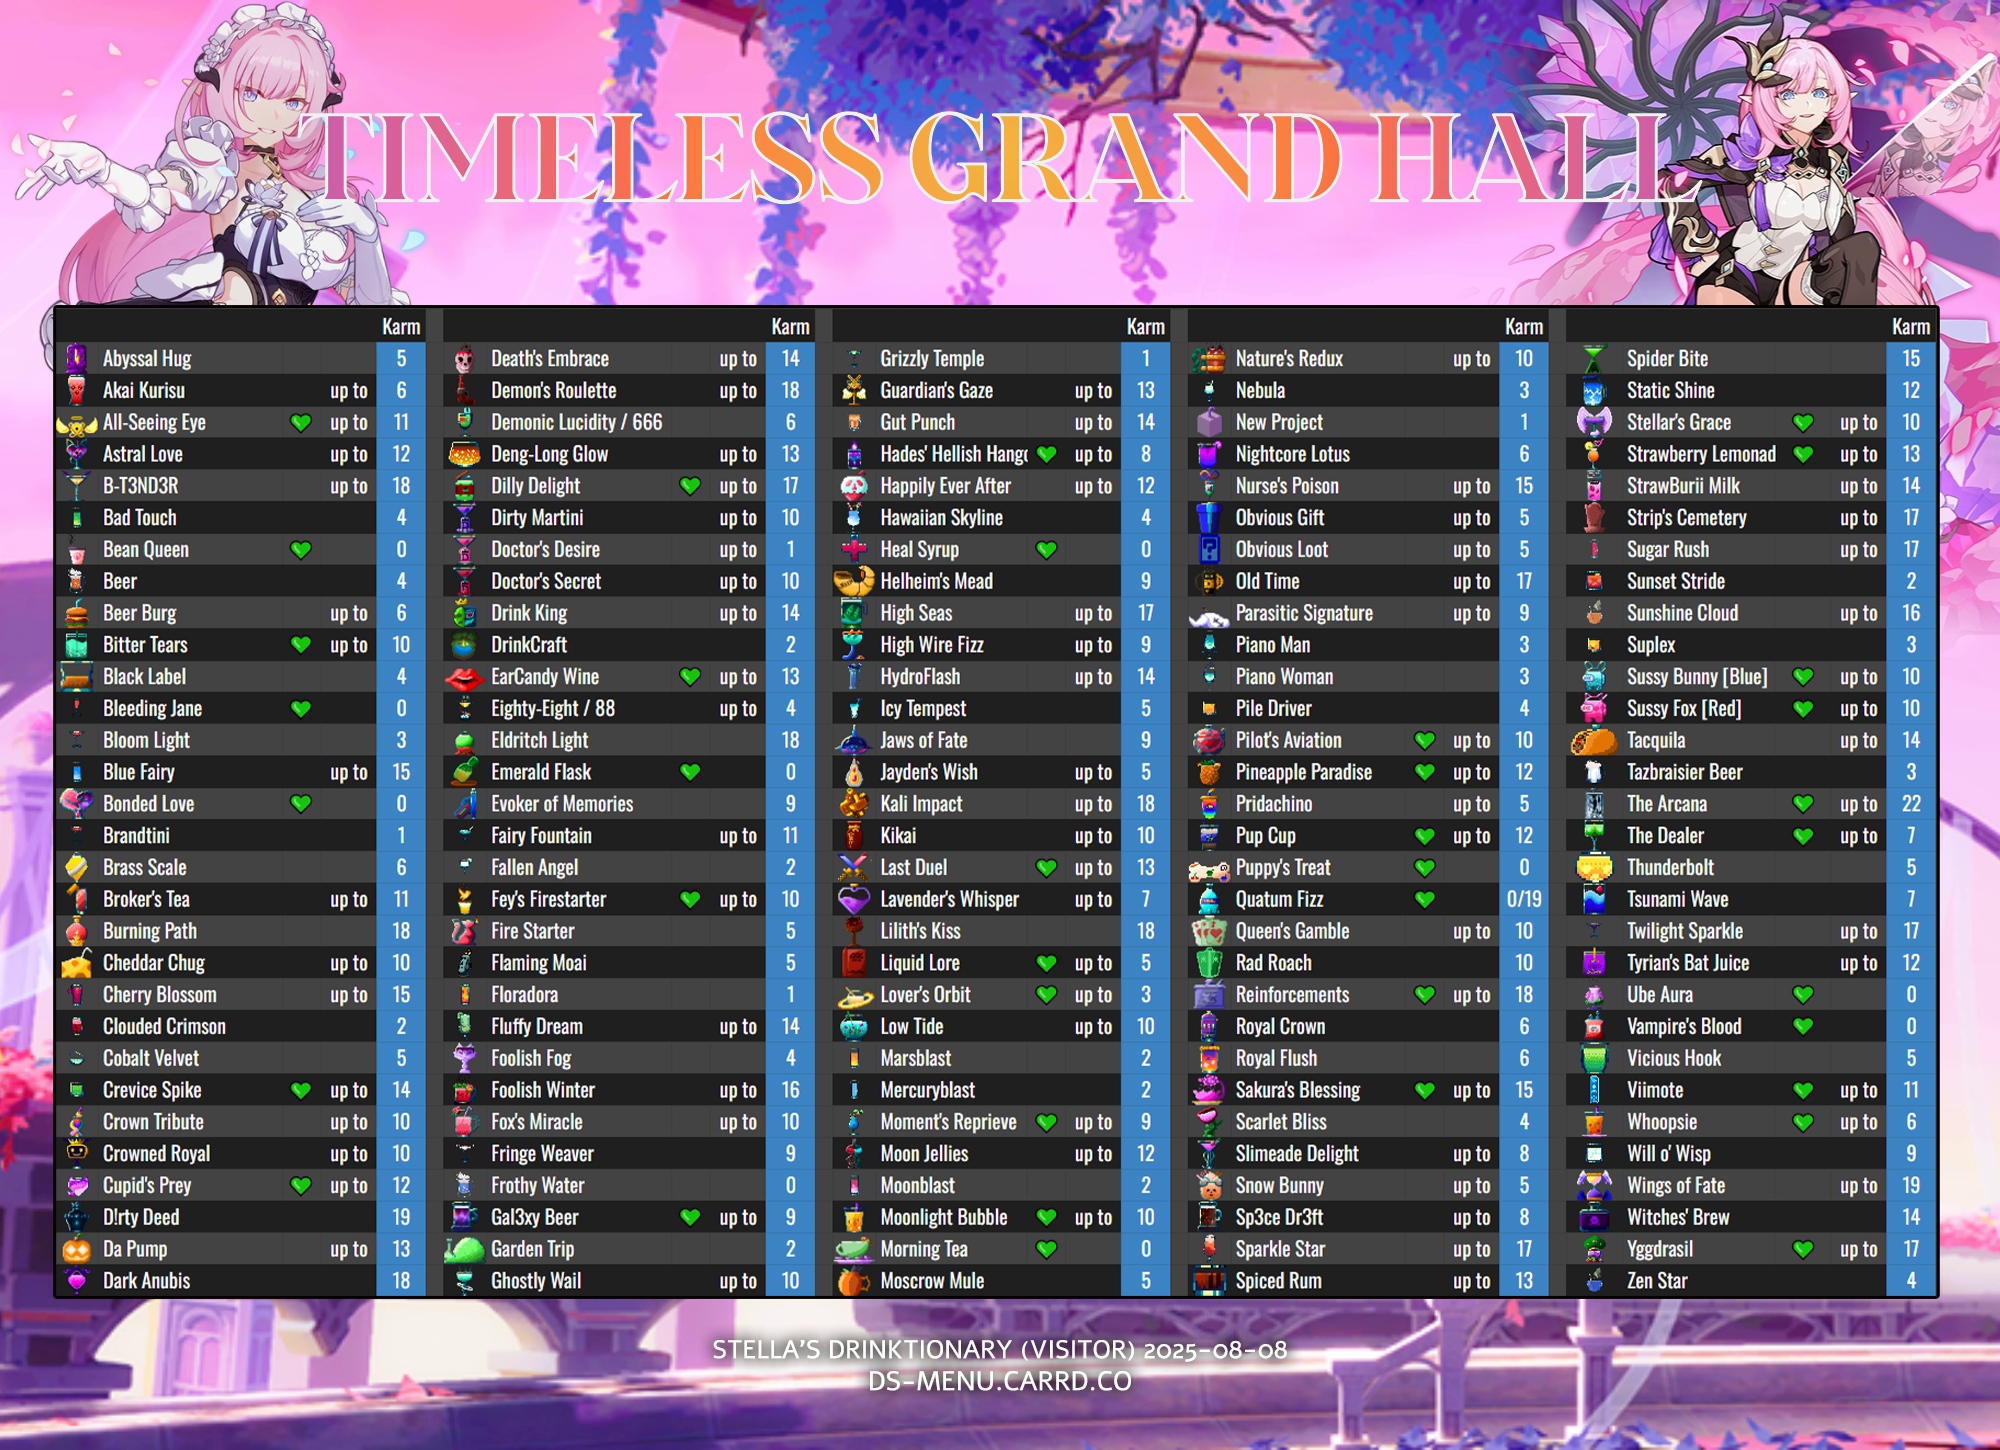 TIMELESS GRAND HALL
Karm
Abyssal Hug 5
Akai Kurisu up to 6
All-Seeing Eye up to 11
Astral Love up to 12
B-T3ND3R up to 18
Bad Touch 4
Bean Queen 0
Beer 4
Beer Burg up to 6
Bitter Tears up to 10
Black Label 4
Bleeding Jane 0
Bloom Light 3
Blue Fairy up to 15
Bonded Love 0
Brandtini 1
Brass Scale 6
Broker's Tea up to 11
Burning Path 18
Cheddar Chug up to 10
Cherry Blossom up to 15
Clouded Crimson 2
Cobalt Velvet 5
Crevice Spike up to 14
Crown Tribute up to 10
Crowned Royal up to 10
Cupid's Prey up to 12
D!rty Deed 19
Da Pump up to 13
Dark Anubis 18
Karm
Death's Embrace up to 14
Demon's Roulette up to 18
Demonic Lucidity / 666 6
Deng-Long Glow up to 13
Dilly Delight up to 17
Dirty Martini up to 10
Doctor's Desire up to 1
Doctor's Secret up to 10
Drink King up to 14
DrinkCraft 2
EarCandy Wine up to 13
Eighty-Eight / 88 up to 4
Eldritch Light 18
Emerald Flask 0
Evoker of Memories 9
Fairy Fountain up to 11
Fallen Angel 2
Fey's Firestarter up to 10
Fire Starter 5
Flaming Moai 5
Floradora 1
Fluffy Dream up to 14
Foolish Fog 4
Foolish Winter up to 16
Fox's Miracle up to 10
Fringe Weaver 9
Frothy Water 0
Gal3xy Beer up to 9
Garden Trip 2
Ghostly Wail up to 10
Karm
Grizzly Temple 1
Guardian's Gaze up to 13
Gut Punch up to 14
Hades' Hellish Hang up to 8
Happily Ever After up to 12
Hawaiian Skyline 4
Heal Syrup 0
Helheim's Mead 9
High Seas up to 17
High Wire Fizz up to 9
HydroFlash up to 14
Icy Tempest 5
Jaws of Fate 9
Jayden's Wish up to 5
Kali Impact up to 18
Kikai up to 10
Last Duel up to 13
Lavender's Whisper up to 7
Lilith's Kiss 18
Liquid Lore up to 5
Lover's Orbit up to 3
Low Tide up to 10
Marsblast 2
Mercuryblast 2
Moment's Reprieve up to 9
Moon Jellies up to 12
Moonblast 2
Moonlight Bubble up to 10
Morning Tea 0
Moscrow Mule 5
Karm
Nature's Redux up to 10
Nebula 3
New Project 1
Nightcore Lotus 6
Nurse's Poison up to 15
Obvious Gift up to 5
Obvious Loot up to 5
Old Time up to 17
Parasitic Signature up to 9
Piano Man 3
Piano Woman 3
Pile Driver 4
Pilot's Aviation up to 10
Pineapple Paradise up to 12
Pridachino up to 5
Pup Cup up to 12
Puppy's Treat 0
Quatum Fizz 0/19
Queen's Gamble up to 10
Rad Roach 10
Reinforcements up to 18
Royal Crown 6
Royal Flush 6
Sakura's Blessing up to 15
Scarlet Bliss 4
Slimeade Delight up to 8
Snow Bunny up to 5
Sp3ce Dr3ft up to 8
Sparkle Star up to 17
Spiced Rum up to 13
Karm
Spider Bite 15
Static Shine 12
Stellar's Grace up to 10
Strawberry Lemonad up to 13
StrawBurii Milk up to 14
Strip's Cemetery up to 17
Sugar Rush up to 17
Sunset Stride 2
Sunshine Cloud up to 16
Suplex 3
Sussy Bunny [Blue] up to 10
Sussy Fox [Red] up to 10
Tacquila up to 14
Tazbraisier Beer 3
The Arcana up to 22
The Dealer up to 7
Thunderbolt 5
Tsunami Wave 7
Twilight Sparkle up to 17
Tyrian's Bat Juice up to 12
Ube Aura 0
Vampire's Blood 0
Vicious Hook 5
Viimote up to 11
Whoopsie up to 6
Will o' Wisp 9
Wings of Fate up to 19
Witches' Brew 14
Yggdrasil up to 17
Zen Star 4
STELLA'S DRINKTIONARY (VISITOR) 2025-08-08
DS-MENU.CARRD.CO